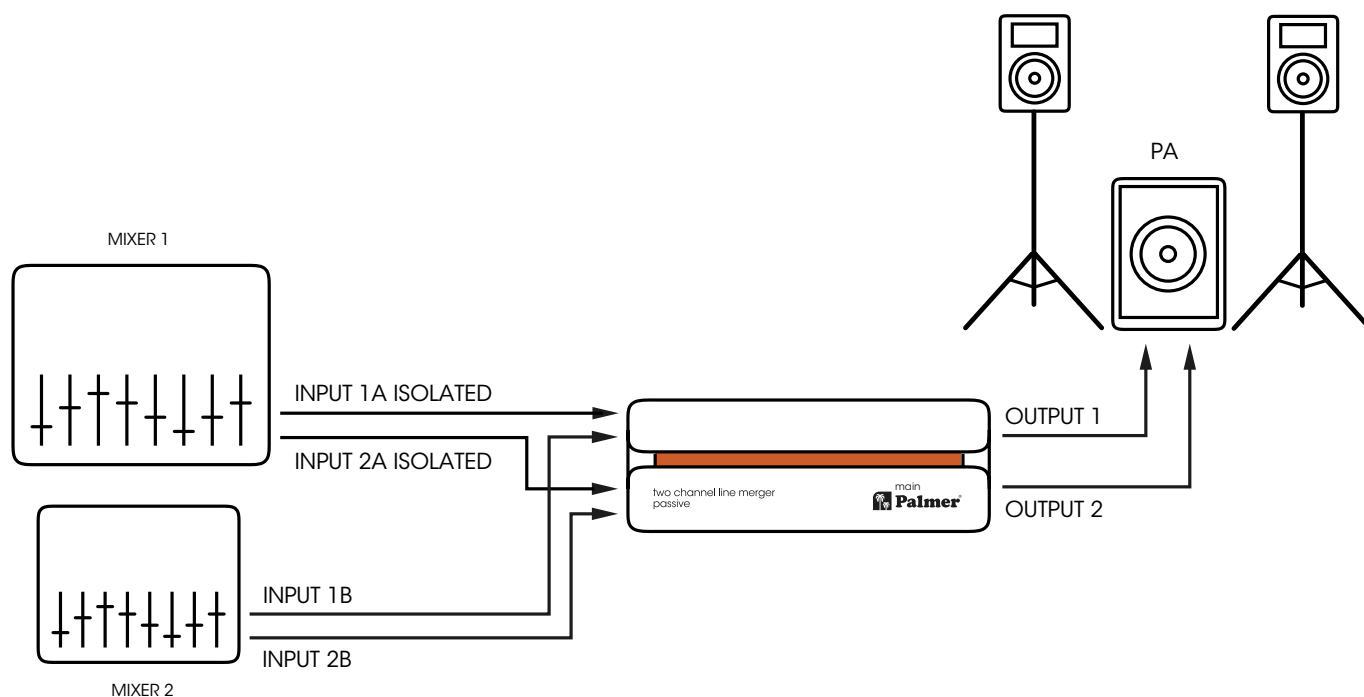 PA
MIXER 1
INPUT 1A ISOLATED
INPUT 2A ISOLATED
OUTPUT 1
two channel line merger
passive
main
Palmer
OUTPUT 2
INPUT 1B
INPUT 2B
MIXER 2